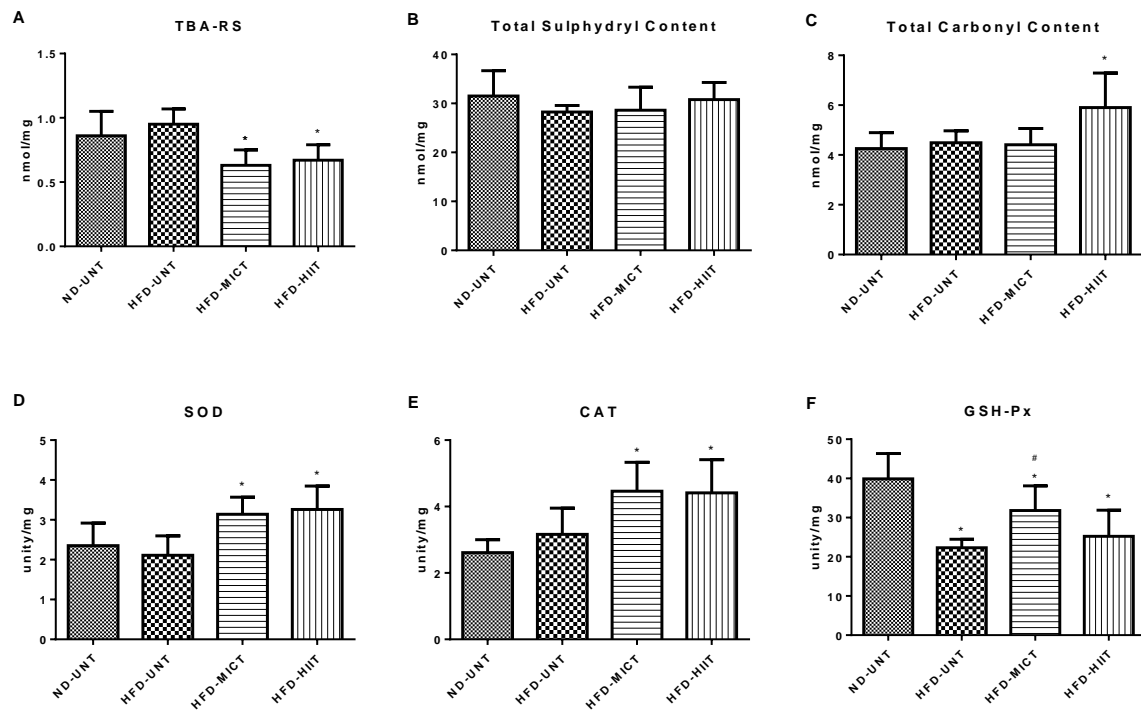 A
TBA-RS
1.5
1.0
0.5
0.0
nmol/mg
*
*
ND-UNT
HFD-UNT
HFD-MICT
HFD-HIIT
B
Total Sulphydryl Content
40
30
20
10
0
nmol/mg
ND-UNT
HFD-UNT
HFD-MICT
HFD-HIIT
C
Total Carbonyl Content
8
6
4
2
0
nmol/mg
*
ND-UNT
HFD-UNT
HFD-MICT
HFD-HIIT
D
SOD
5
4
3
2
1
0
unity/mg
*
*
ND-UNT
HFD-UNT
HFD-MICT
HFD-HIIT
E
CAT
6
4
2
0
unity/mg
*
*
ND-UNT
HFD-UNT
HFD-MICT
HFD-HIIT
F
GSH-Px
50
40
30
20
10
0
unity/mg
*
#
*
*
ND-UNT
HFD-UNT
HFD-MICT
HFD-HIIT